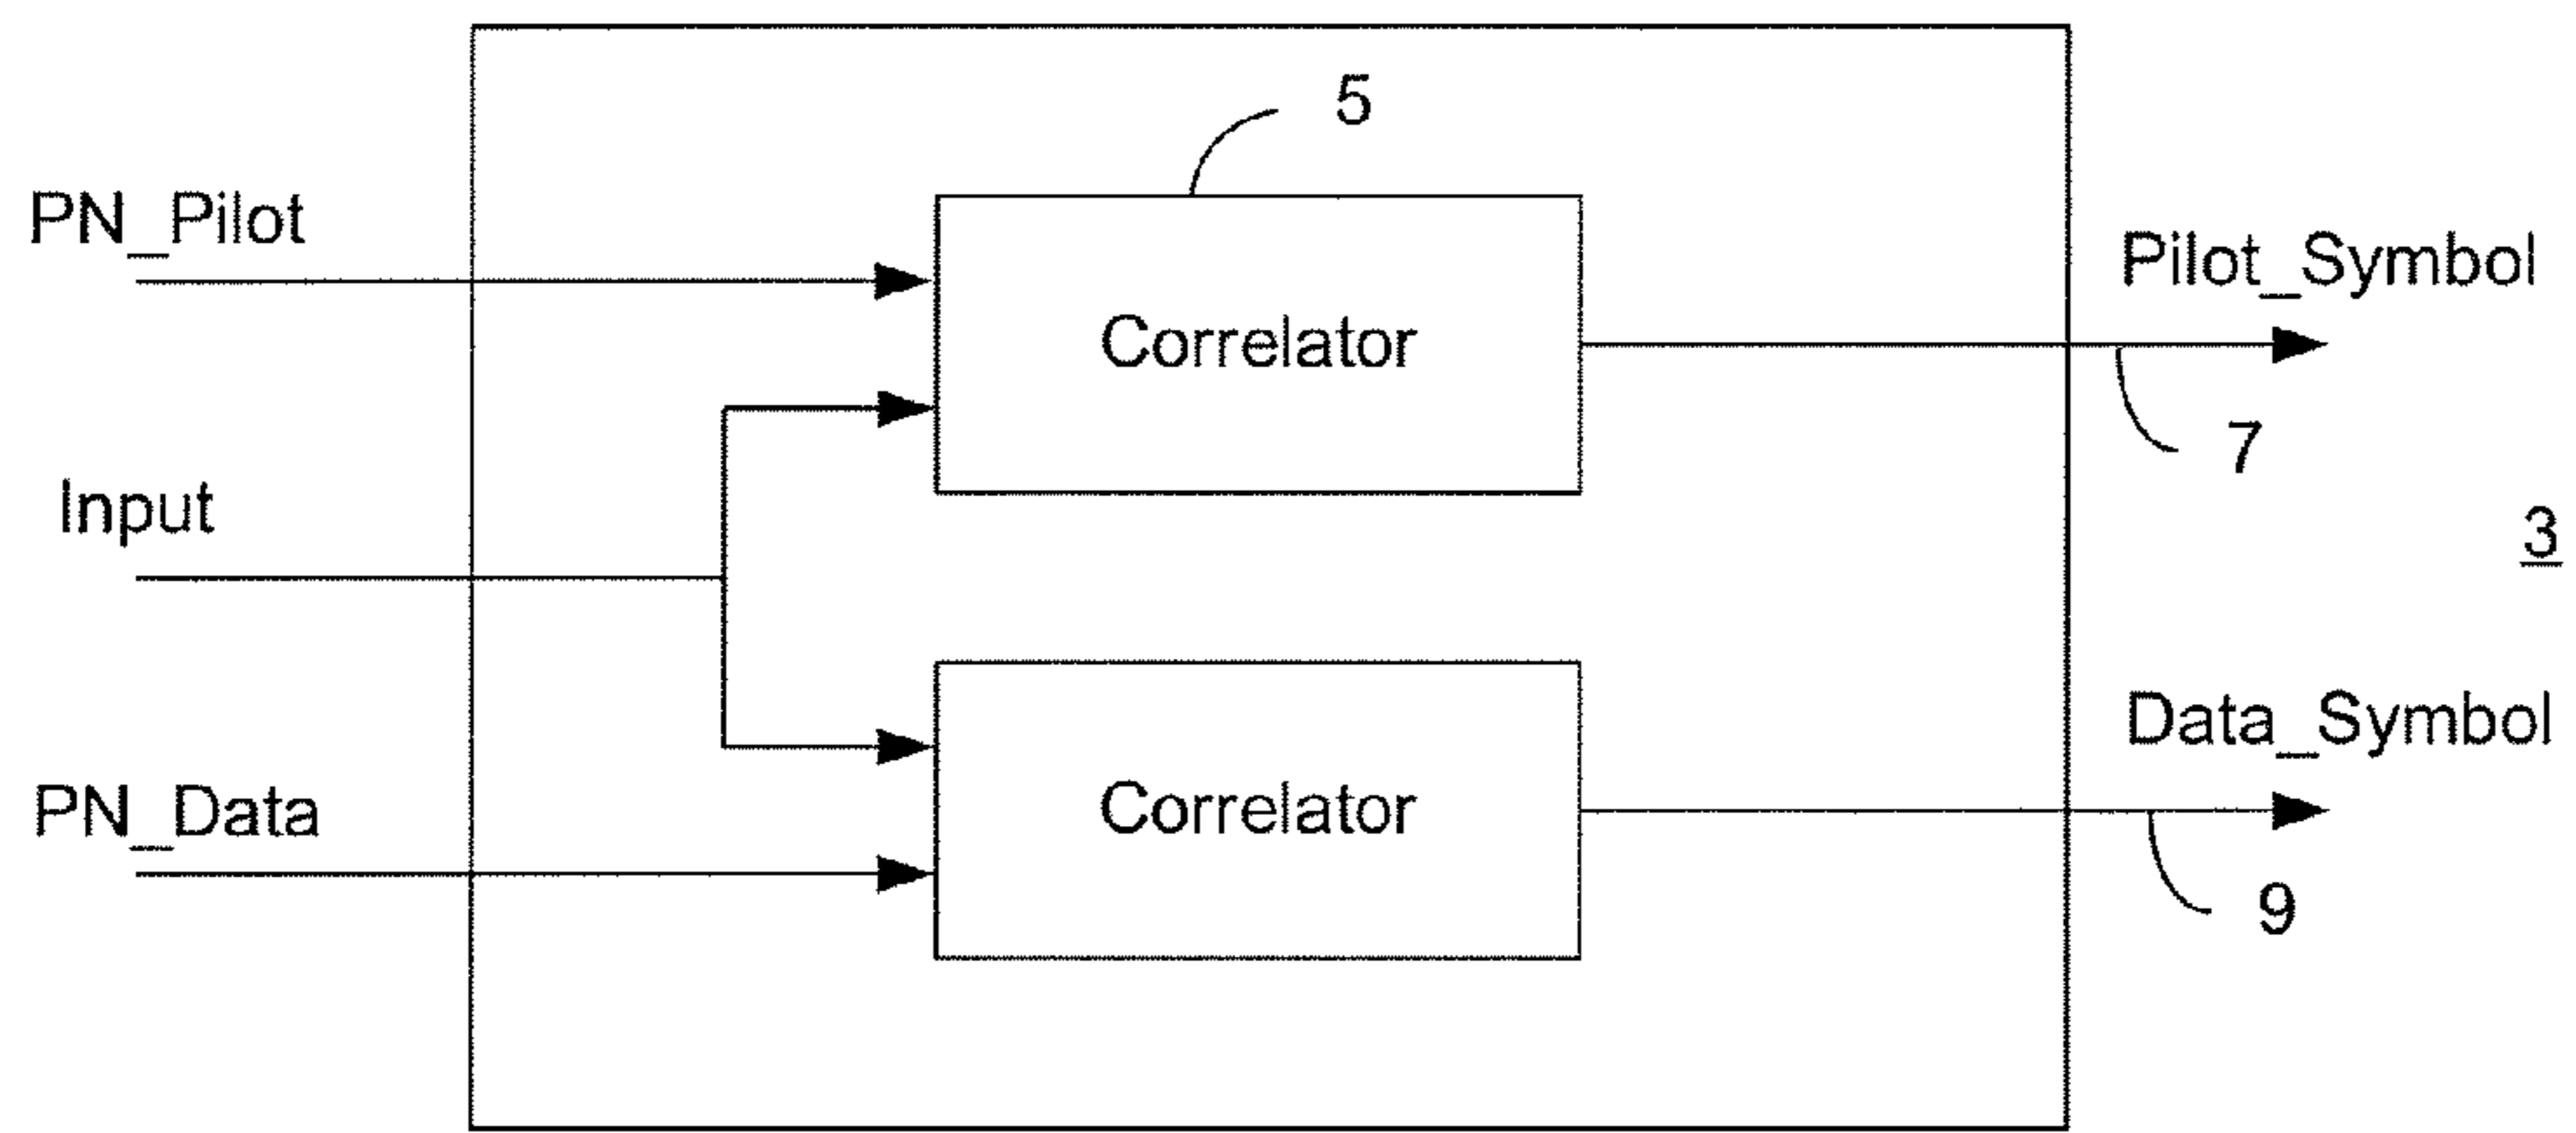 5
PN_Pilot
Pilot_Symbol
Correlator
7
Input
3
Data_Symbol
PN_Data
Correlator
9